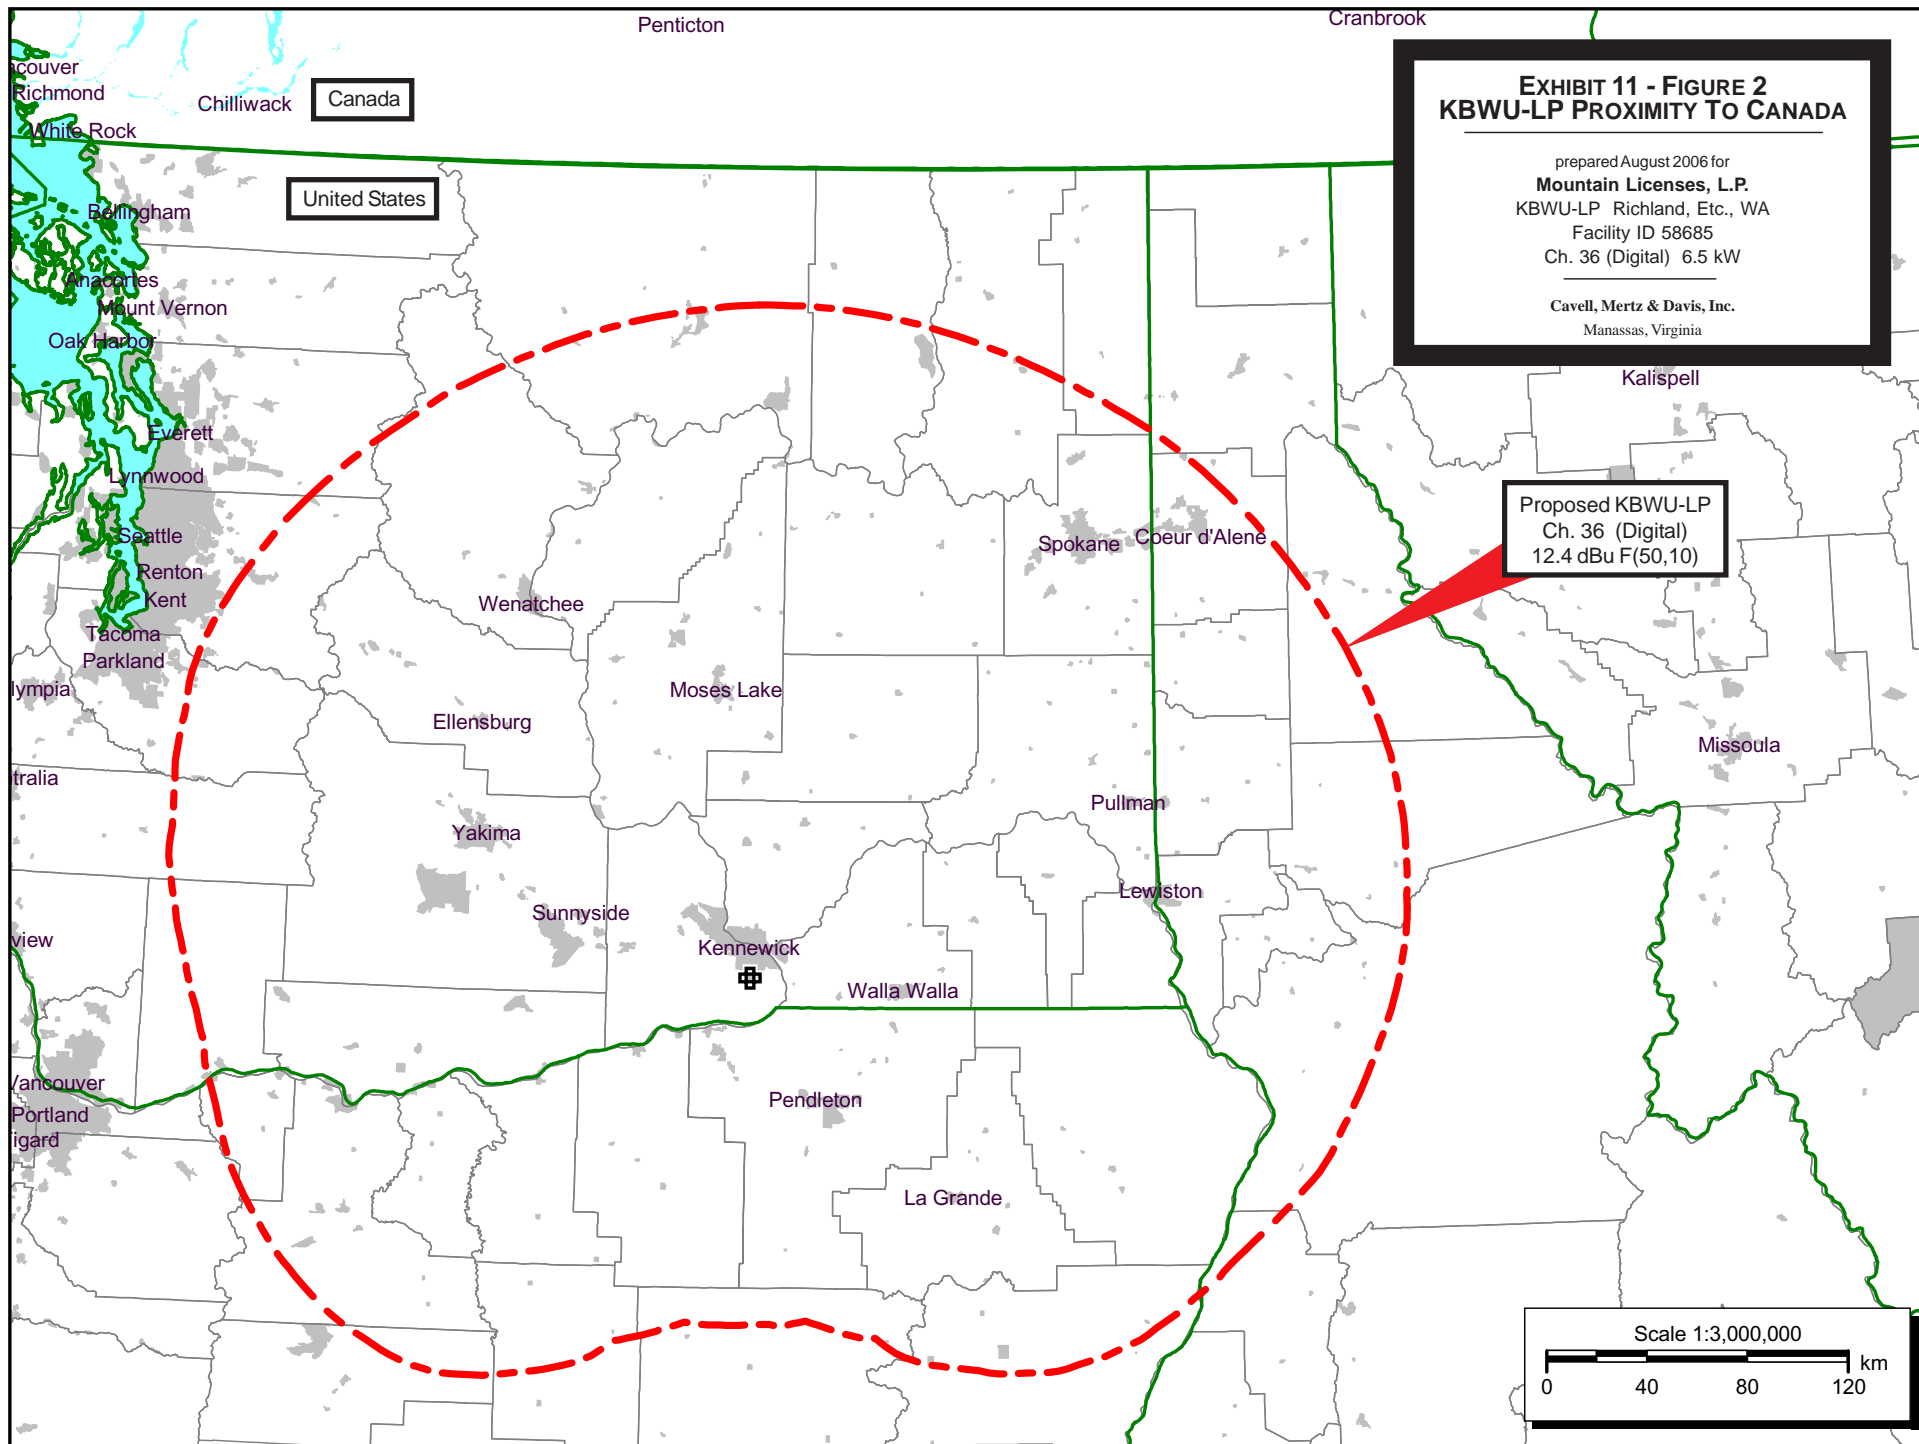 Penticton
Cranbrook
ncouver
Richmond
Chilliwack
Canada
White Rock
EXHIBIT 11 - FIGURE 2
KBWU-LP PROXIMITY TO CANADA
prepared August 2006 for
Mountain Licenses, L.P.
KBWU-LP Richland, Etc., WA
Facility ID 58685
Ch. 36 (Digital) 6.5 kW
Cavell, Mertz & Davis, Inc.
Manassas, Virginia
United States
Bellingham
Anacortes
Mount Vernon
Oak Harbor
Kalispell
Everett
Lynnwood
Proposed KBWU-LP
Ch. 36 (Digital)
12.4 dBu F(50,10)
Seattle
Spokane
Coeur d'Alene
Renton
Kent
Wenatchee
Tacoma
Parkland
lympia
Moses Lake
Ellensburg
Missoula
tralia
Pullman
Yakima
Lewiston
Sunnyside
view
Kennewick
Walla Walla
Vancouver
Pendleton
Portland
igard
La Grande
Scale 1:3,000,000
km
0 40 80 120